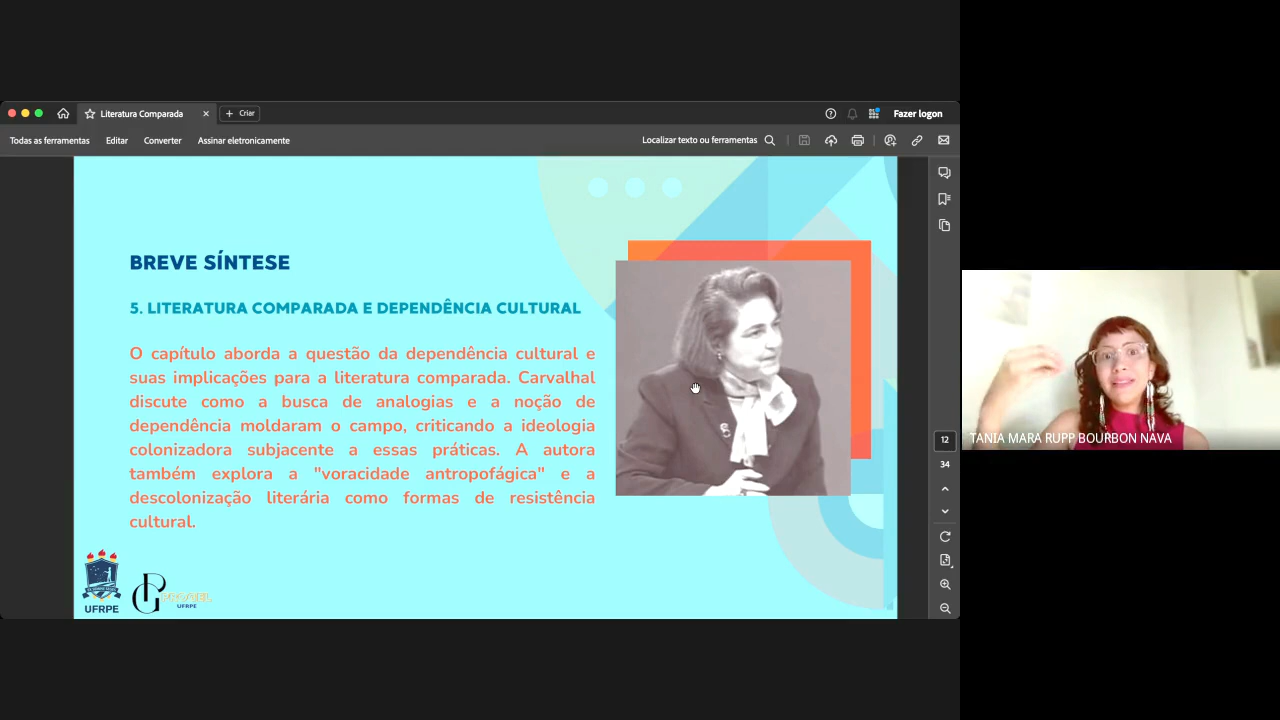 Literatura Comparada
Criar
Fazer logon
Todas as ferramentas
Editar
Converter
Assinar eletronicamente
Localizar texto ou ferramentas
BREVE SÍNTESE
5. LITERATURA COMPARADA E DEPENDÊNCIA CULTURAL
O capítulo aborda a questão da dependência cultural e
suas implicações para a literatura comparada. Carvalhal
discute como a busca de analogias e a noção de
dependência moldaram o campo, criticando a ideologia
colonizadora subjacente a essas práticas. A autora
também explora a "voracidade antropofágica" e a
descolonização literária como formas de resistência
cultural.
UFRPE
UFRPE
12
34
TANIA MARA RUPP BOURBON NAVA